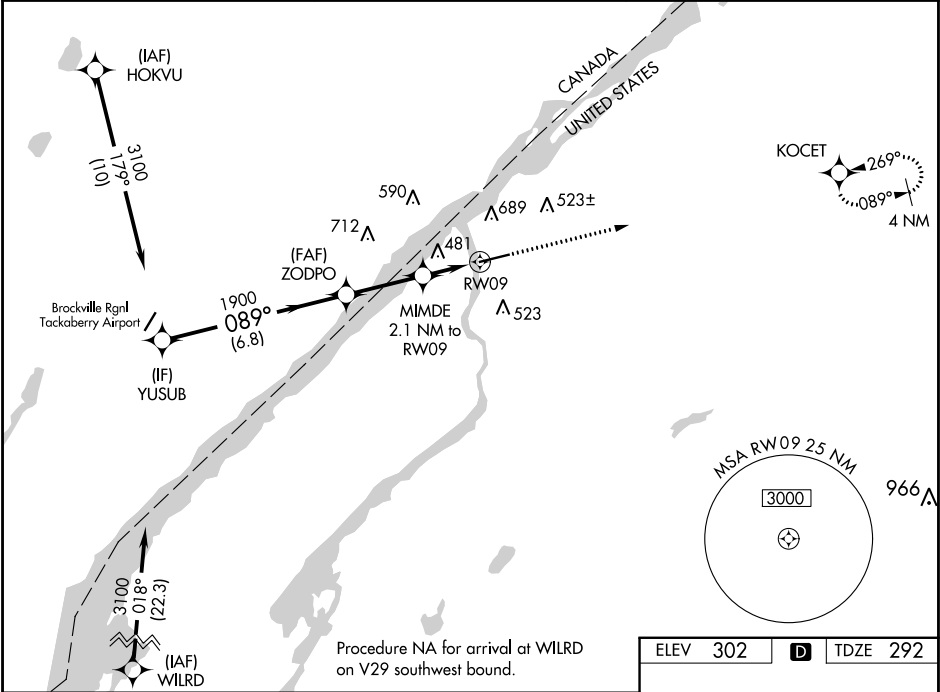 (IAF)
HOKVU
3100
179°
(10)
CANADA
UNITED STATES
KOCET
269°
089°
4 NM
590
712
689
523±
481
(FAF)
ZODPO
RW09
523
MIMDE
2.1 NM to
RW09
1900
089°
(6.8)
Brockville Rgnl
Tackaberry Airport
(IF)
YUSUB
MSA RW09 25 NM
3000
966
3100
018°
(22.3)
(IAF)
WILRD
Procedure NA for arrival at WILRD
on V29 southwest bound.
ELEV 302 D TDZE 292